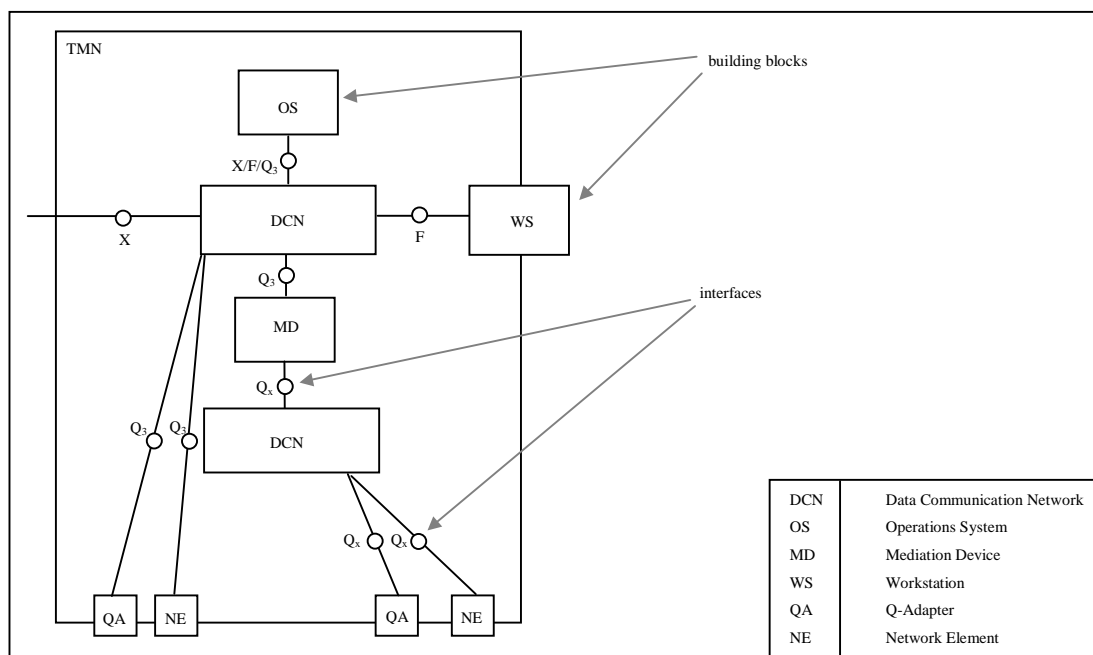 TMN
building blocks
OS
X/F/Q3
DCN
WS
X
F
Q3
interfaces
MD
Qx
Q3
Q3
DCN
Qx
Qx
QA
NE
QA
NE
DCN Data Communication Network
OS Operations System
MD Mediation Device
WS Workstation
QA Q-Adapter
NE Network Element